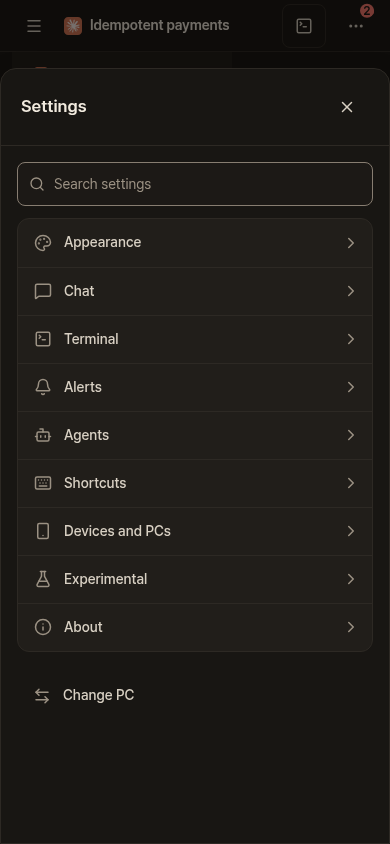 Idempotent payments
2
Settings
Search settings
Appearance
Chat
Terminal
Alerts
Agents
Shortcuts
Devices and PCs
Experimental
About
Change PC